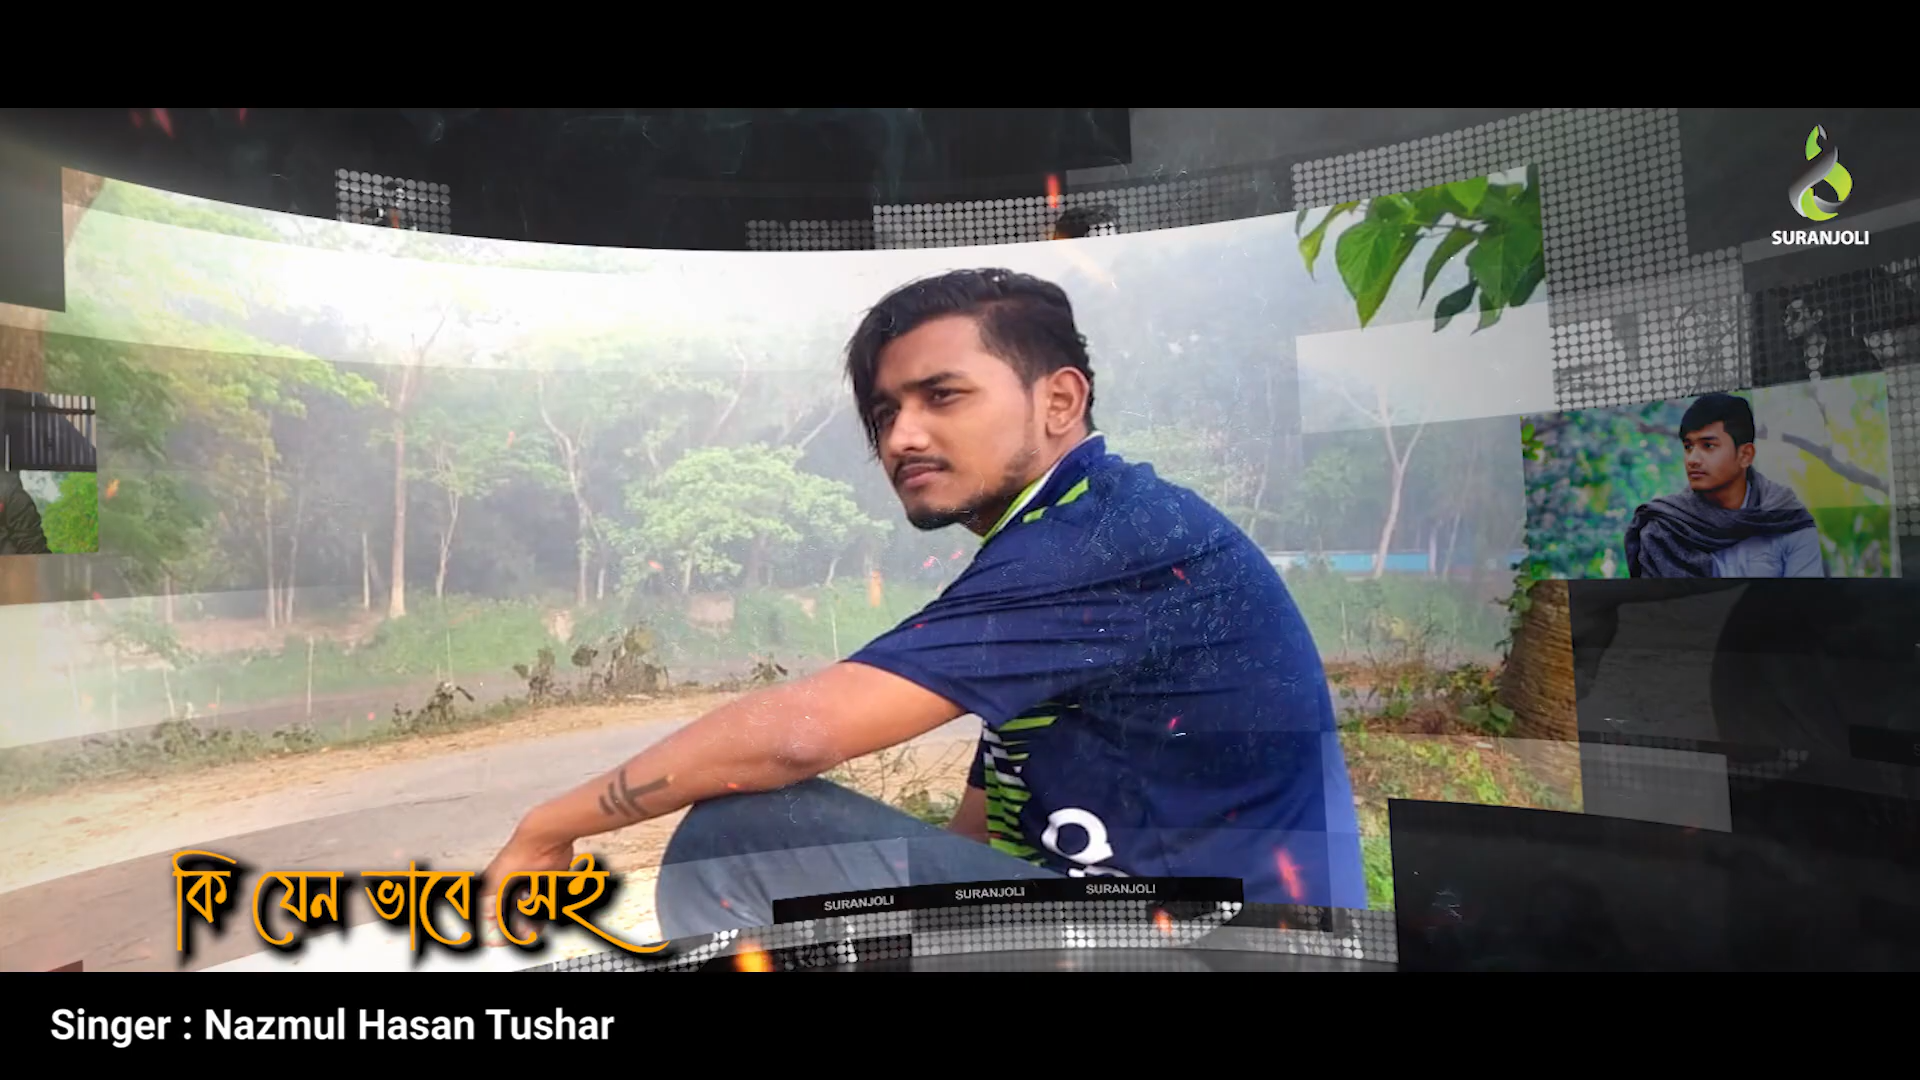 SURANJOLI
কি যেন ভাবে সেই
SURANJOLI SURANJOLI SURANJOLI
Singer : Nazmul Hasan Tushar